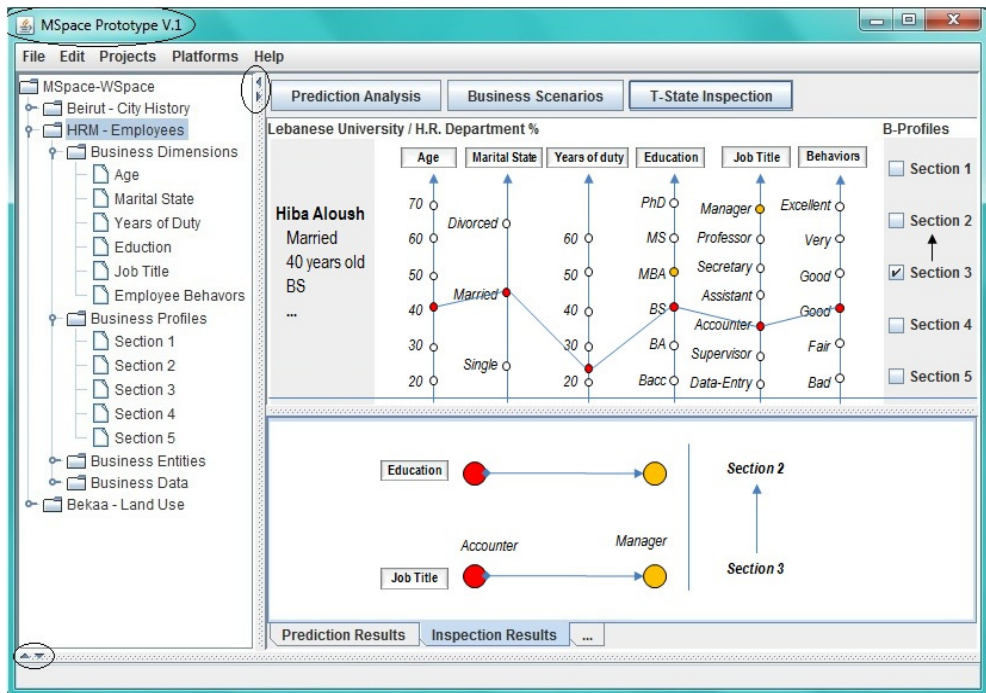 MSpace Prototype V.1
File Edit Projects Platforms Help
MSpace-WSpace
Beirut - City History
HRM - Employees
Business Dimensions
Age
Marital State
Years of Duty
Eduction
Job Title
Employee Behavors
Business Profiles
Section 1
Section 2
Section 3
Section 4
Section 5
Business Entities
Business Data
Bekaa - Land Use
Prediction Analysis Business Scenarios T-State Inspection
Lebanese University / H.R. Department %
Hiba Aloush
Married
40 years old
BS
...
Age
70
60
50
40
30
20
Marital State
Divorced
Married
Single
Years of duty
60
50
40
30
20
Education
PhD
MS
MBA
BS
BA
Bacc
Job Title
Manager
Professor
Secretary
Assistant
Accounter
Supervisor
Data-Entry
Behaviors
Excellent
Very
Good
Good
Fair
Bad
B-Profiles
Section 1
Section 2
Section 3
Section 4
Section 5
Education
Accounter Manager
Job Title
Section 2
Section 3
Prediction Results Inspection Results ...